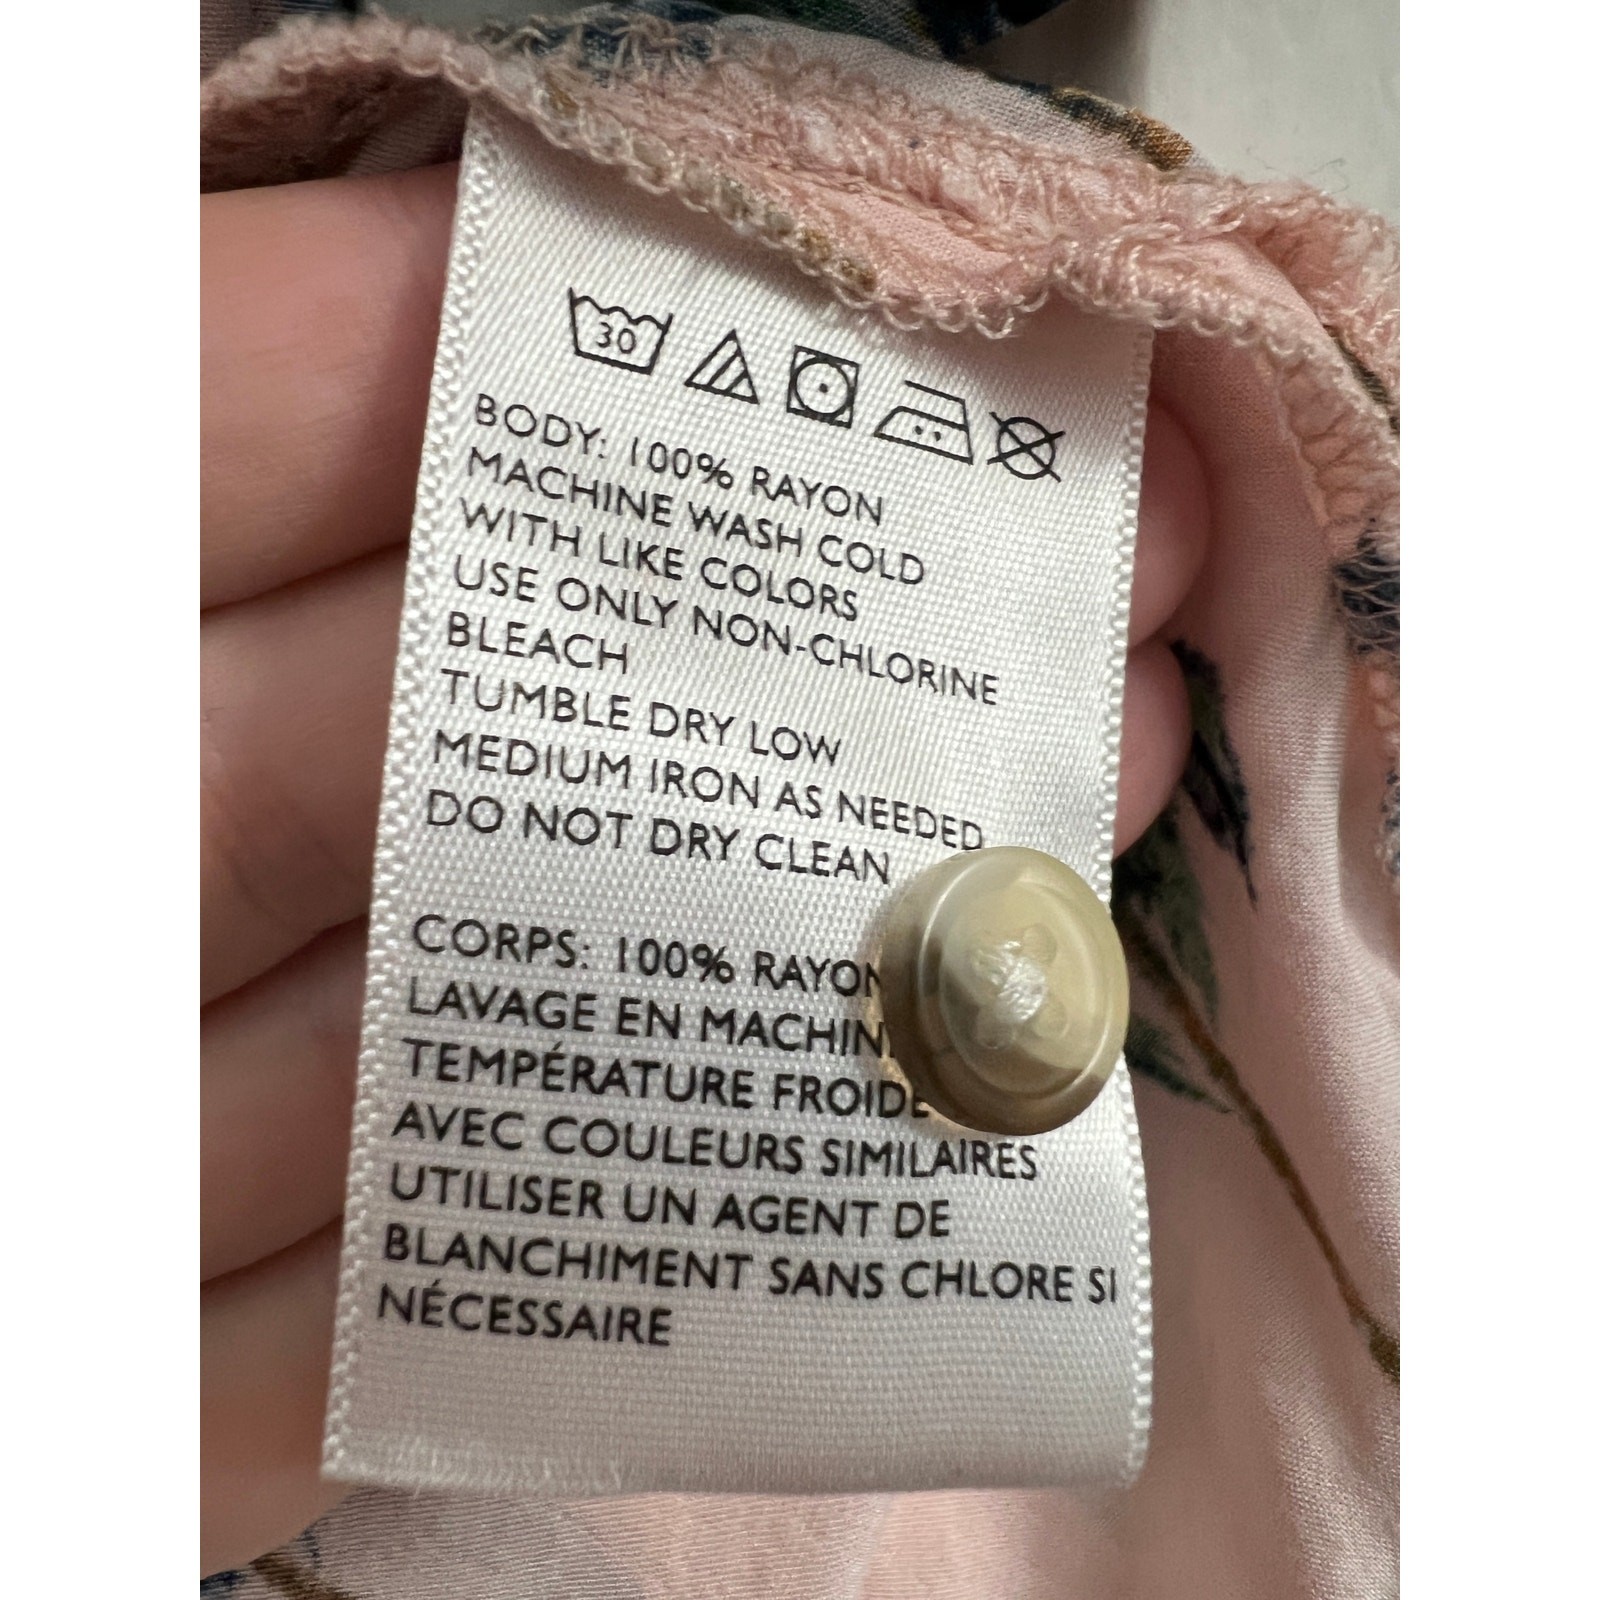 30
BODY: 100% RAYON
MACHINE WASH COLD
WITH LIKE COLORS
USE ONLY NON-CHLORINE
BLEACH
TUMBLE DRY LOW
MEDIUM IRON AS NEEDED
DO NOT DRY CLEAN
CORPS: 100% RAYON
LAVAGE EN MACHIN
TEMPÉRATURE FROIDE
AVEC COULEURS SIMILAIRES
UTILISER UN AGENT DE
BLANCHIMENT SANS CHLORE SI
NÉCESSAIRE